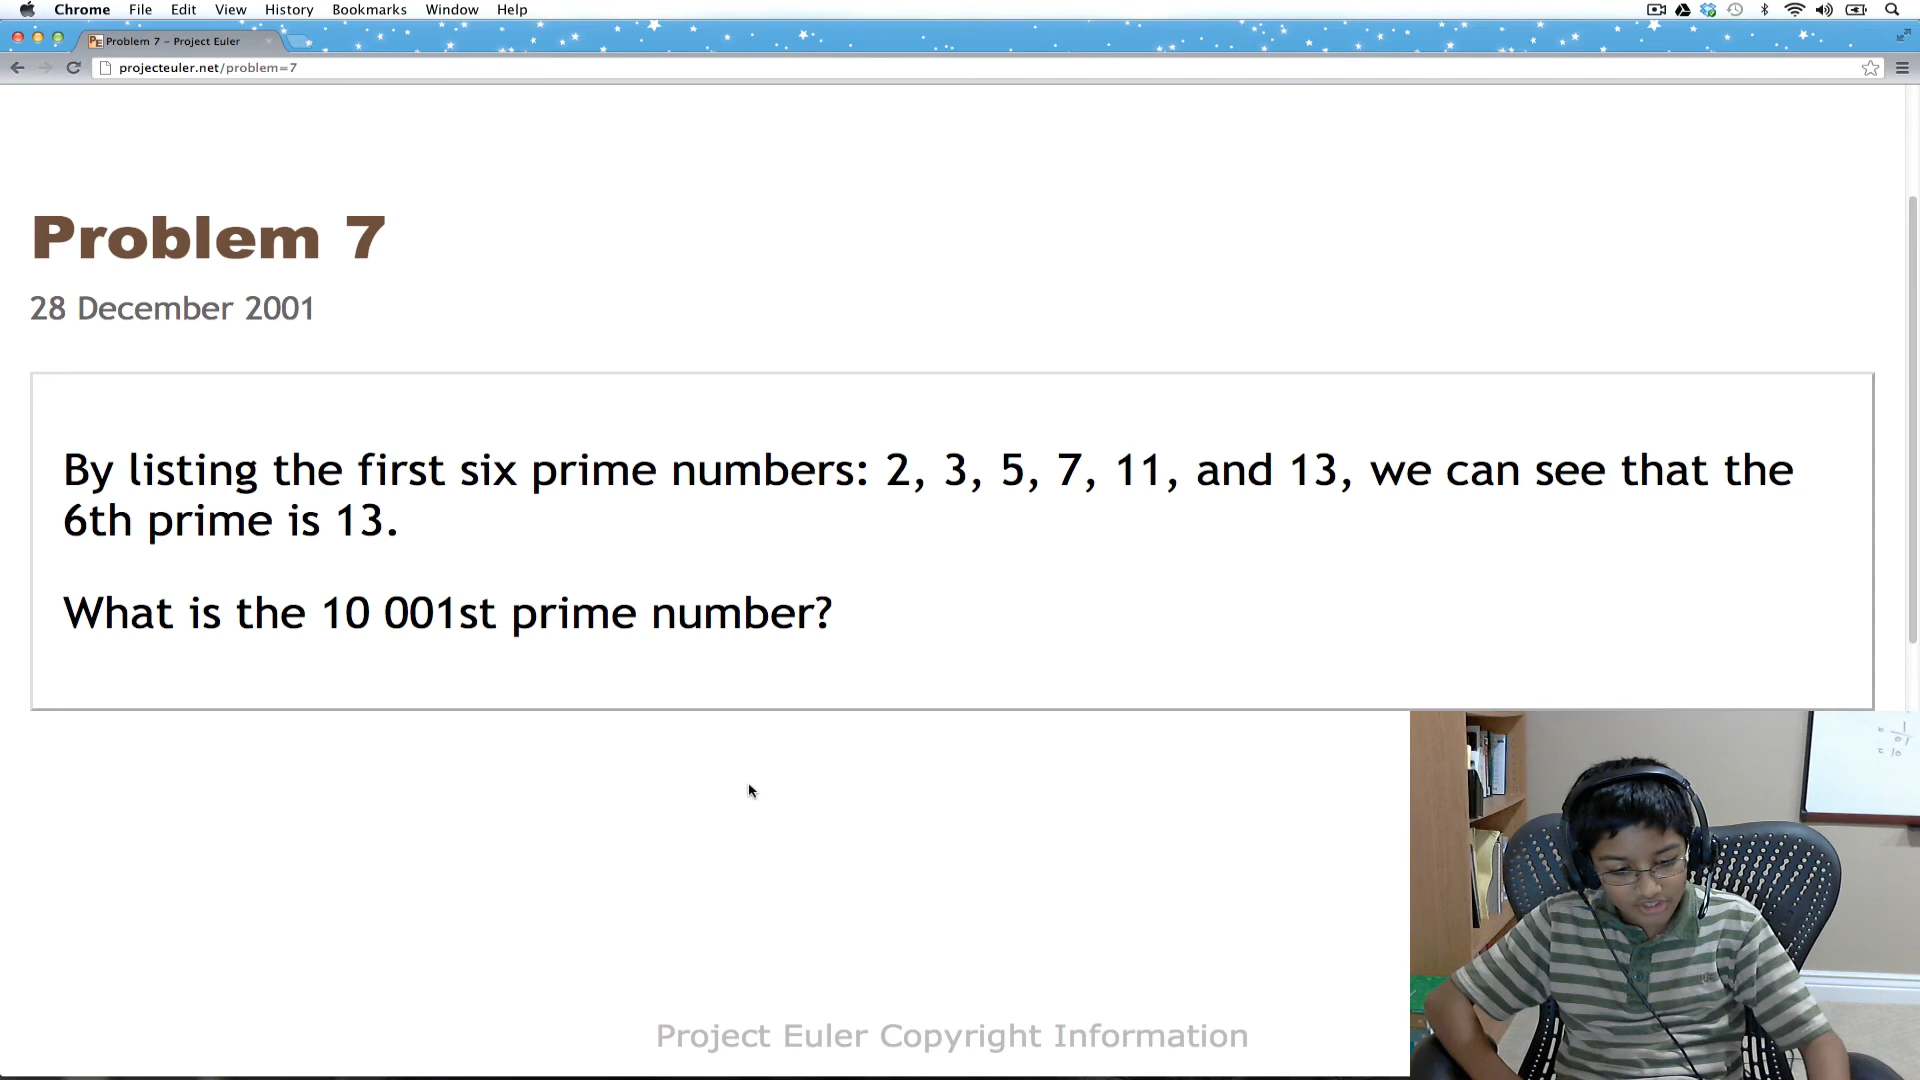 Chrome File Edit View History Bookmarks Window Help
Problem 7 - Project Euler
projecteuler.net/problem=7
Problem 7
28 December 2001
By listing the first six prime numbers: 2, 3, 5, 7, 11, and 13, we can see that the
6th prime is 13.
What is the 10 001st prime number?
Project Euler Copyright Information